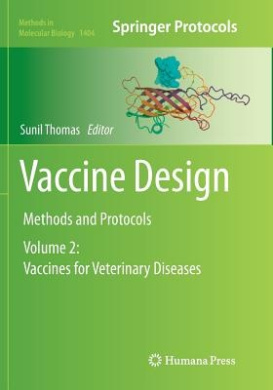 Methods in
Molecular Biology 1404
Springer Protocols
Sunil Thomas Editor
Vaccine Design
Methods and Protocols
Volume 2:
Vaccines for Veterinary Diseases
Humana Press